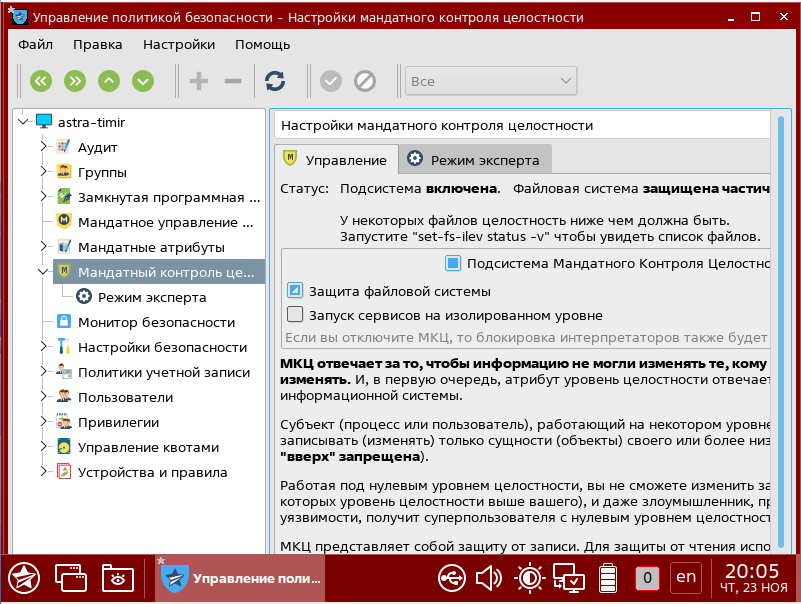 Управление политикой безопасности - Настройки мандатного контроля целостности
Файл Правка Настройки Помощь
Все
astra-timir
Аудит
Группы
Замкнутая программная ...
Мандатное управление ...
Мандатные атрибуты
Мандатный контроль це...
Режим эксперта
Монитор безопасности
Настройки безопасности
Политики учетной записи
Пользователи
Привилегии
Управление квотами
Устройства и правила
Настройки мандатного контроля целостности
Управление Режим эксперта
Статус: Подсистема включена. Файловая система защищена частич
У некоторых файлов целостность ниже чем должна быть.
Запустите "set-fs-ilev status -v" чтобы увидеть список файлов.
Подсистема Мандатного Контроля Целостно
Защита файловой системы
Запуск сервисов на изолированном уровне
Если вы отключите МКЦ, то блокировка интерпретаторов также будет
МКЦ отвечает за то, чтобы информацию не могли изменять те, кому
изменять. И, в первую очередь, атрибут уровень целостности отвечает
информационной системы.
Субъект (процесс или пользователь), работающий на некотором уровне
записывать (изменять) только сущности (объекты) своего или более низ
"вверх" запрещена).
Работая под нулевым уровнем целостности, вы не сможете изменить за
которых уровень целостности выше вашего), и даже злоумышленник, пр
уязвимости, получит суперпользователя с нулевым уровнем целостност
МКЦ представляет собой защиту от записи. Для защиты от чтения испо
Управление поли...
0
en
20:05
ЧТ, 23 НОЯ